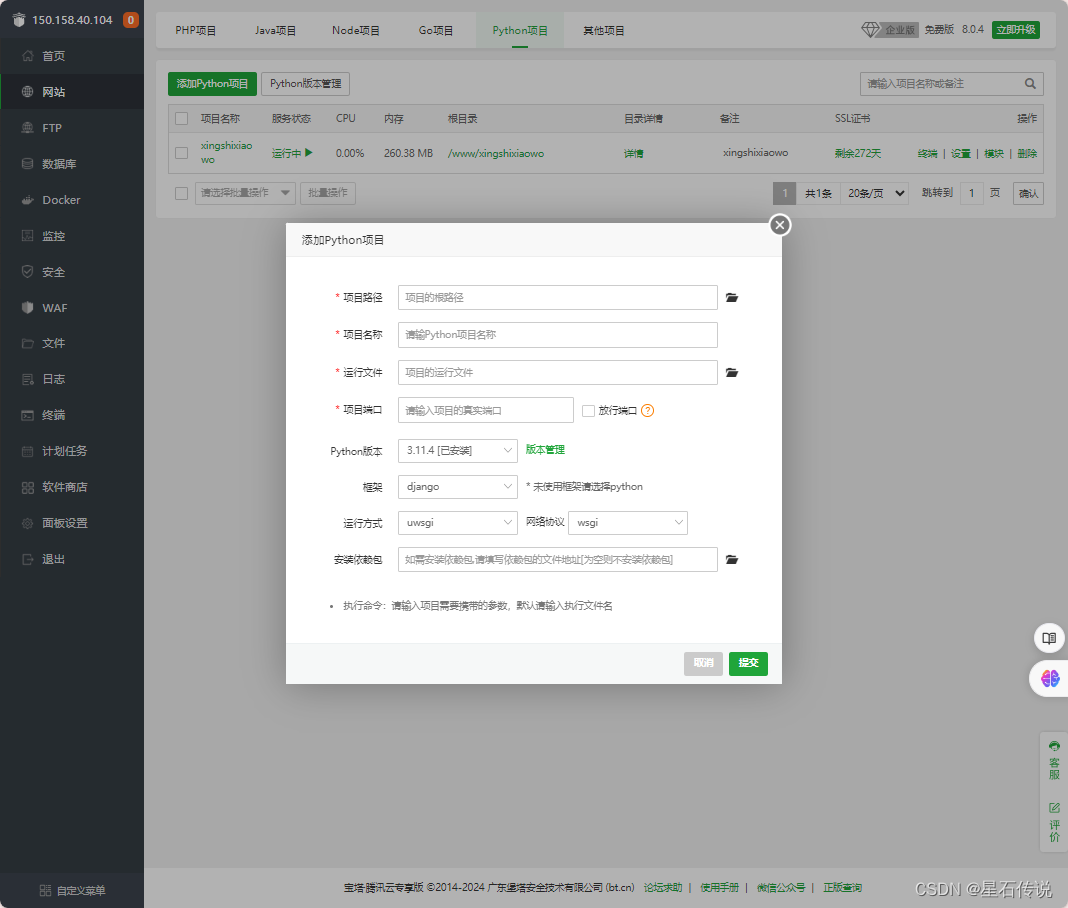 150.158.40.104 0
首页
网站
FTP
数据库
Docker
监控
安全
WAF
文件
日志
终端
计划任务
软件商店
面板设置
退出
自定义菜单
PHP项目 Java项目 Node项目 Go项目 Python项目 其他项目 企业版 免费版 8.0.4 立即升级
添加Python项目 Python版本管理 请输入项目名称或备注
项目名称 服务状态 CPU 内存 根目录 目录详情 备注 SSL证书 操作
xingshixiaowo 运行中 0.00% 260.38 MB /www/xingshixiaowo 详情 xingshixiaowo 剩余272天 终端 | 设置 | 模块 | 删除
请选择批量操作 批量操作 1 共1条 20条/页 跳转到 1 页 确认
添加Python项目
* 项目路径 项目的根路径
* 项目名称 请输Python项目名称
* 运行文件 项目的运行文件
* 项目端口 请输入项目的真实端口 放行端口 ?
Python版本 3.11.4 [已安装] 版本管理
框架 django * 未使用框架请选择python
运行方式 uwsgi 网络协议 wsgi
安装依赖包 如需安装依赖包,请填写依赖包的文件地址[为空则不安装依赖包]
• 执行命令：请输入项目需要携带的参数，默认请输入执行文件名
取消 提交
客服
评价
宝塔·腾讯云专享版 ©2014-2024 广东堡塔安全技术有限公司 (bt.cn) 论坛求助 | 使用手册 | 微信公众号 | 正版查询
CSDN @星石传说